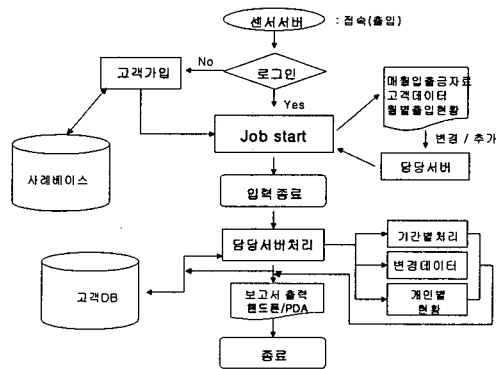 센서서버 : 접속(출입)
No
고객가입
로그인
매월입출금자료
고객데이터
월별출입현황
Yes
Job start
변경 / 추가
담당서버
사례베이스
입력 종료
담당서버처리
기간별처리
변경데이터
고객DB
보고서 출력
핸드폰/PDA
개인별
현황
종료